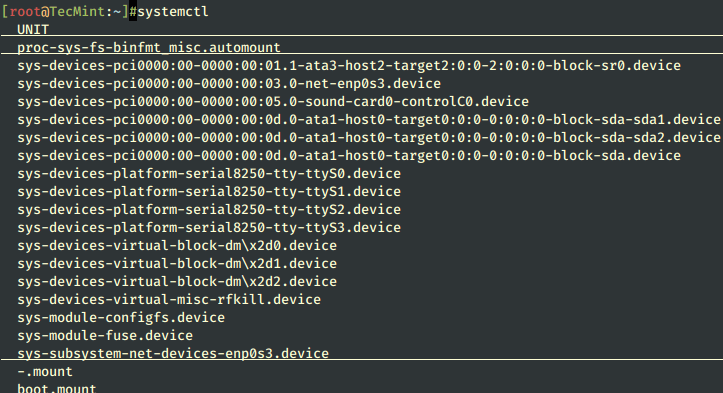 [root@TecMint:~]#systemctl
UNIT
proc-sys-fs-binfmt_misc.automount
sys-devices-pci0000:00-0000:00:01.1-ata3-host2-target2:0:0-2:0:0:0-block-sr0.device
sys-devices-pci0000:00-0000:00:03.0-net-enp0s3.device
sys-devices-pci0000:00-0000:00:05.0-sound-card0-controlC0.device
sys-devices-pci0000:00-0000:00:0d.0-ata1-host0-target0:0:0-0:0:0:0-block-sda-sda1.device
sys-devices-pci0000:00-0000:00:0d.0-ata1-host0-target0:0:0-0:0:0:0-block-sda-sda2.device
sys-devices-pci0000:00-0000:00:0d.0-ata1-host0-target0:0:0-0:0:0:0-block-sda.device
sys-devices-platform-serial8250-tty-ttyS0.device
sys-devices-platform-serial8250-tty-ttyS1.device
sys-devices-platform-serial8250-tty-ttyS2.device
sys-devices-platform-serial8250-tty-ttyS3.device
sys-devices-virtual-block-dm\x2d0.device
sys-devices-virtual-block-dm\x2d1.device
sys-devices-virtual-block-dm\x2d2.device
sys-devices-virtual-misc-rfkill.device
sys-module-configfs.device
sys-module-fuse.device
sys-subsystem-net-devices-enp0s3.device
-.mount
boot.mount